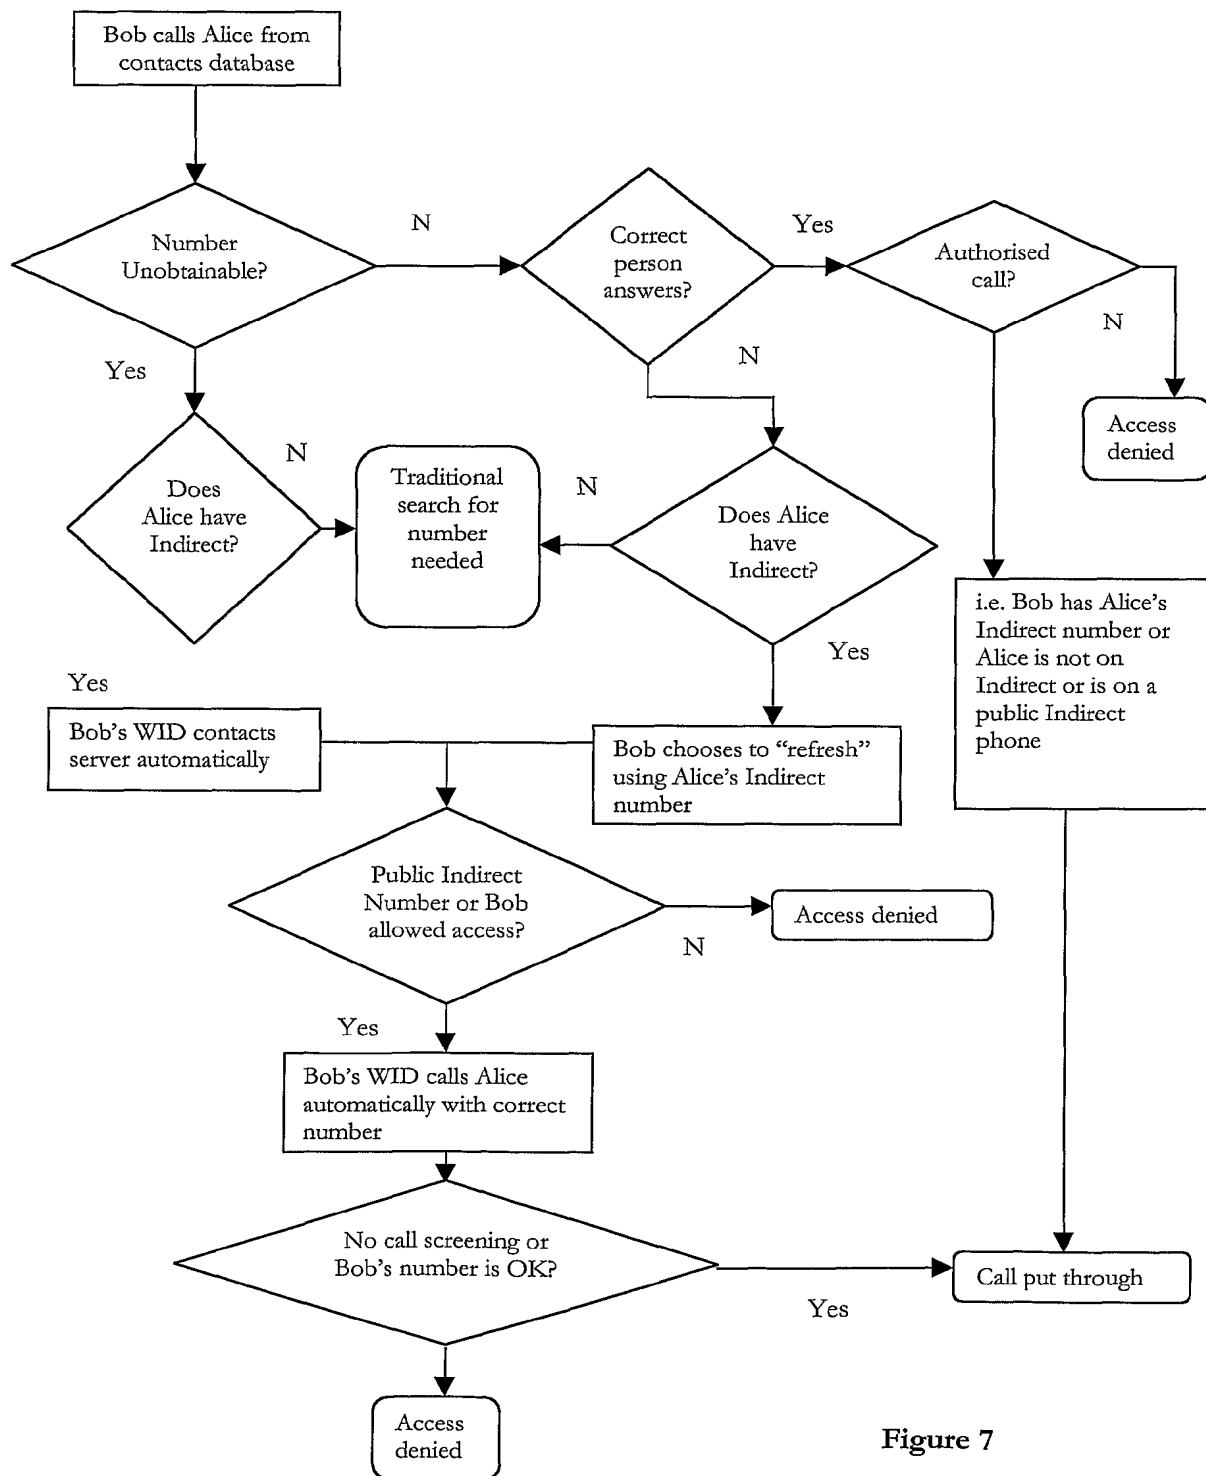 Bob calls Alice from
contacts database
Number
Unobtainable?
N
Correct
person
answers?
Yes
Authorised
call?
N
Access
denied
Yes
N
Does
Alice have
Indirect?
N
Traditional
search for
number
needed
N
Does Alice
have
Indirect?
i.e. Bob has Alice's
Indirect number or
Alice is not on
Indirect or is on a
public Indirect
phone
Yes
Yes
Bob's WID contacts
server automatically
Bob chooses to “refresh”
using Alice's Indirect
number
Public Indirect
Number or Bob
allowed access?
Access denied
N
Yes
Bob's WID calls Alice
automatically with correct
number
No call screening or
Bob's number is OK?
Yes
Call put through
Access
denied
Figure 7